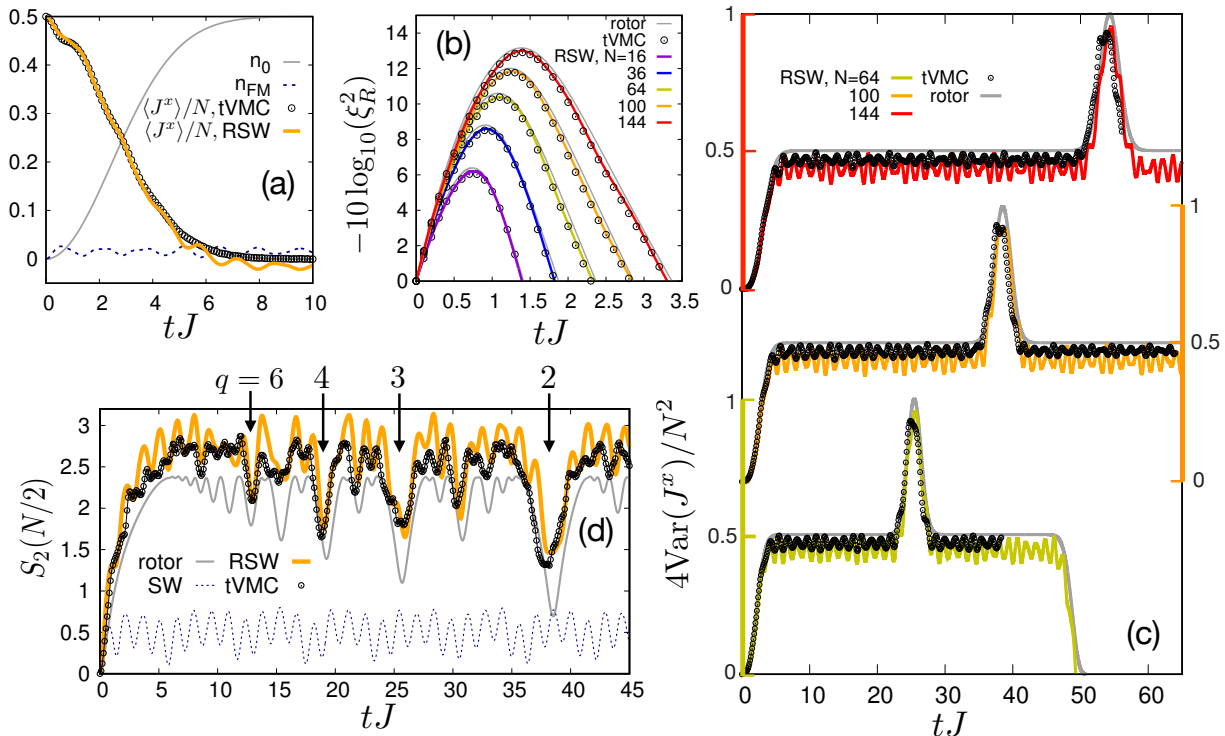 0.5
0.4
0.3
0.2
0.1
0
0 2 4 6 8 10
n₀
n_FM
⟨Jˣ⟩/N, tVMC
⟨Jˣ⟩/N, RSW
(a)
tJ
(b)
−10 log₁₀(ξ²_R)
14
12
10
8
6
4
2
0
0 0.5 1 1.5 2 2.5 3 3.5
rotor
tVMC
RSW, N=16
36
64
100
144
tJ
RSW, N=64 tVMC
100 rotor
144
1
0.5
0
1
0.5
0
1
0.5
0
4Var(Jˣ)/N²
0 10 20 30 40 50 60
(c)
tJ
q = 6 4 3 2
S₂(N/2)
3
2.5
2
1.5
1
0.5
0
0 5 10 15 20 25 30 35 40 45
rotor RSW
SW tVMC
(d)
tJ